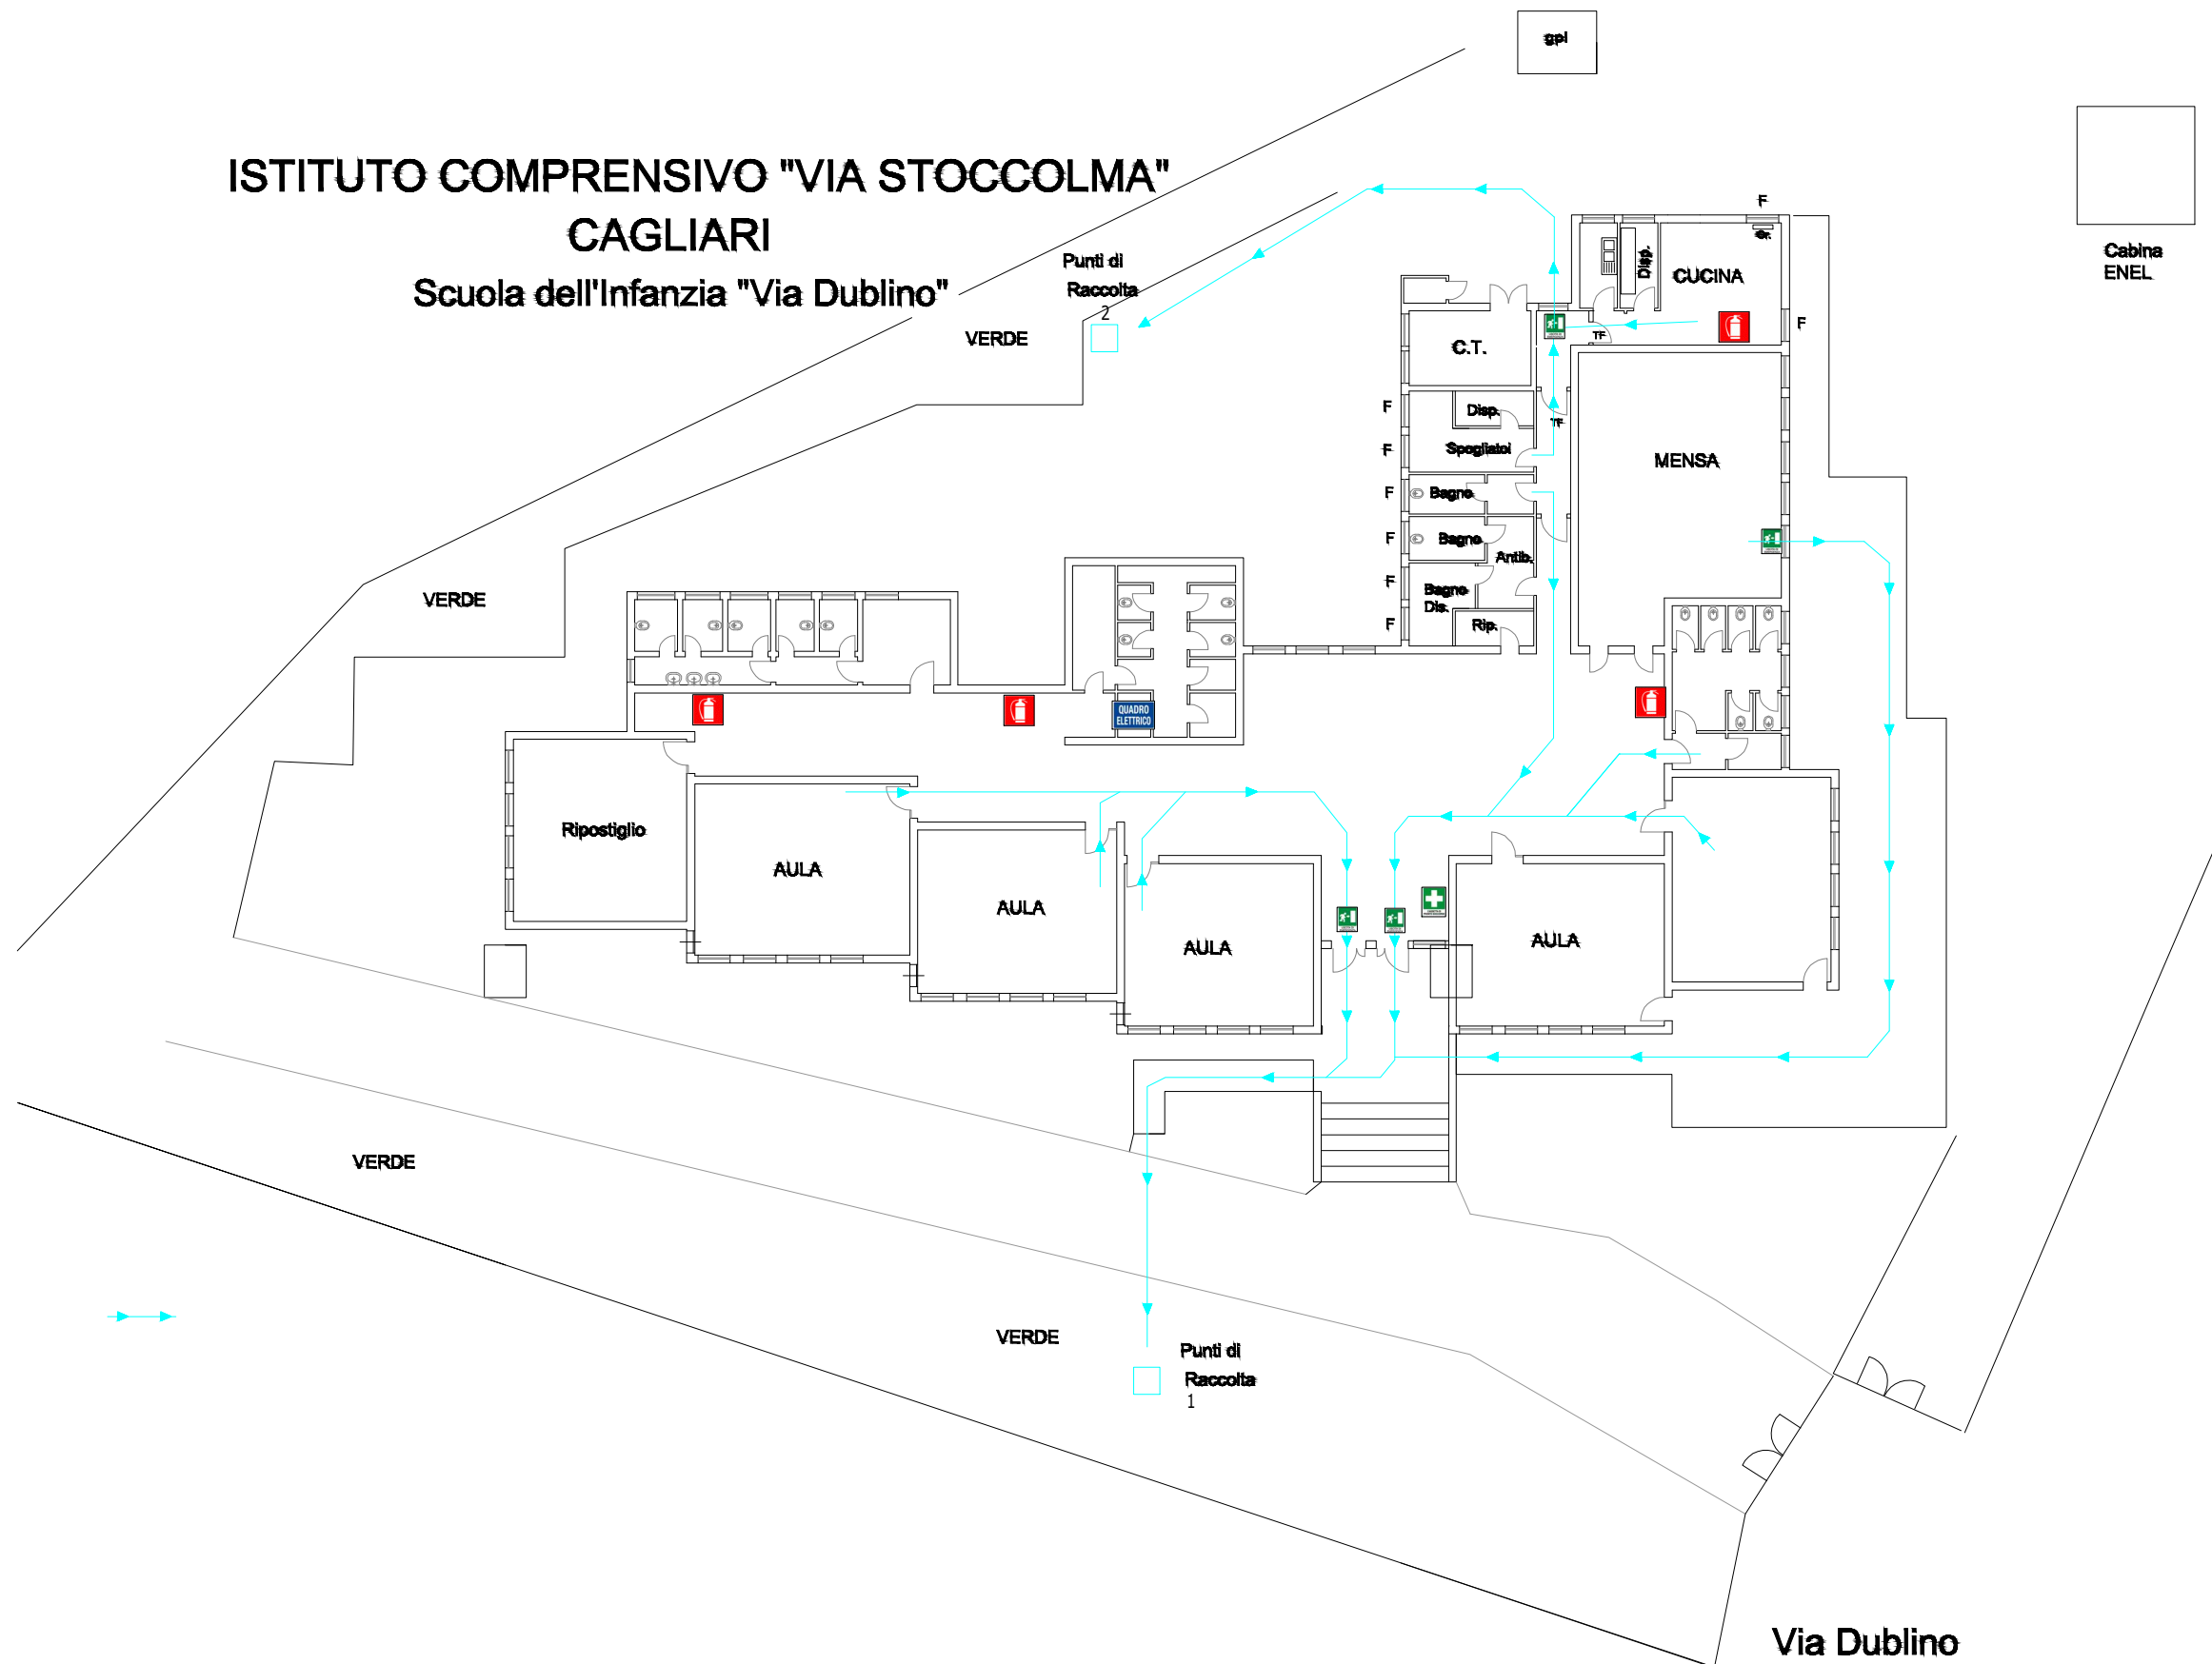 gpl
ISTITUTO COMPRENSIVO "VIA STOCCOLMA"
CAGLIARI
Scuola dell'Infanzia "Via Dublino"
Cabina
ENEL
Punti di
Raccolta
2
VERDE
F
Disp.
CUCINA
F
TF
C.T.
F
Disp.
TF
F
Spogliatoi
MENSA
F
Bagno
F
Bagno
Antib.
F
Bagno
Dis.
F
Rip.
VERDE
QUADRO
ELETTRICO
Ripostiglio
AULA
AULA
AULA
AULA
VERDE
VERDE
Punti di
Raccolta
1
Via Dublino